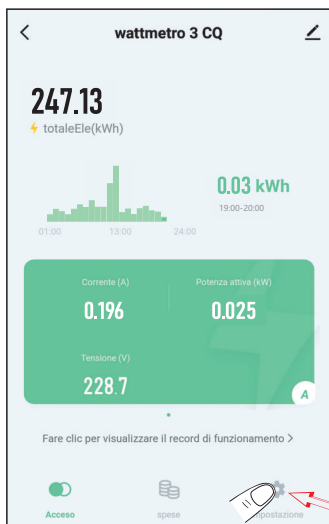 wattmetro 3 CQ
247.13
totaleEle(kWh)
0.03 kWh
19:00-20:00
01:00 13:00 24:00
Corrente (A) Potenza attiva (kW)
0.196 0.025
Tensione (V)
228.7
A
Fare clic per visualizzare il record di funzionamento >
Acceso spese mpostazione